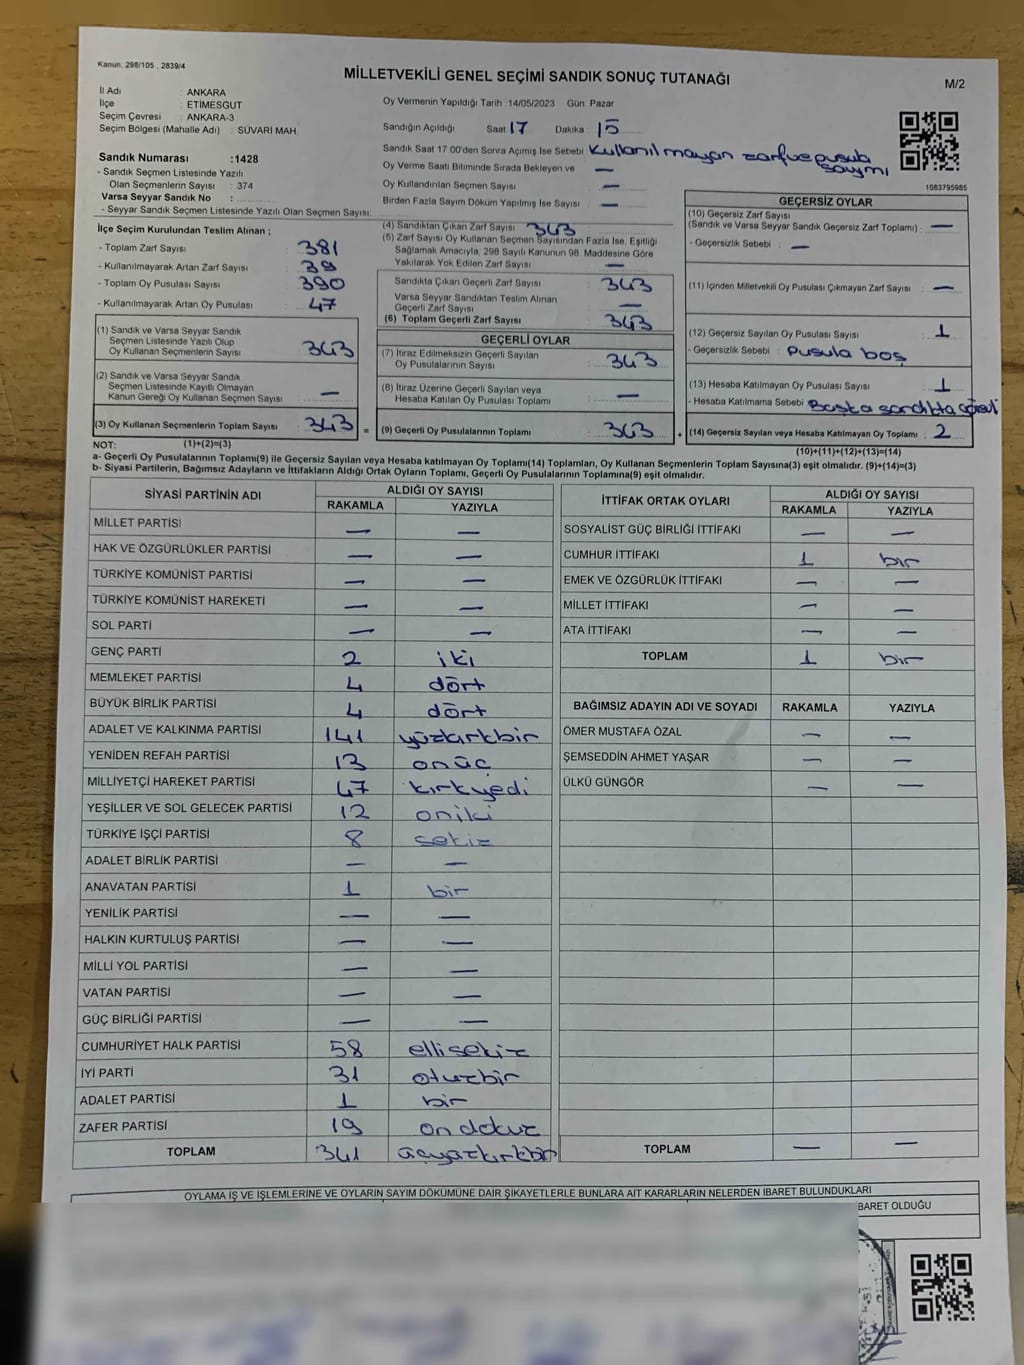 Kanun, 298/105 , 2839/4
MİLLETVEKİLİ GENEL SEÇİMİ SANDIK SONUÇ TUTANAĞI
M/2
İl Adı : ANKARA
İlçe : ETİMESGUT
Seçim Çevresi : ANKARA-3
Seçim Bölgesi (Mahalle Adı) : SÜVARİ MAH.
Oy Vermenin Yapıldığı Tarih 14/05/2023 Gün: Pazar
Sandığın Açıldığı Saat 17 Dakika 15
Sandık Saat 17:00'den Sonra Açımış İse Sebebi Kullanılmayan zarf ve pusula sayımı
Oy Verme Saati Bitiminde Sırada Bekleyen ve
Oy Kullandırılan Seçmen Sayısı —
Birden Fazla Sayım Döküm Yapılmış İse Sayısı —
1083795985
Sandık Numarası :1428
- Sandık Seçmen Listesinde Yazılı
Olan Seçmenlerin Sayısı : 374
Varsa Seyyar Sandık No :
- Seyyar Sandık Seçmen Listesinde Yazılı Olan Seçmen Sayısı:
İlçe Seçim Kurulundan Teslim Alınan ;
- Toplam Zarf Sayısı : 381
- Kullanılmayarak Artan Zarf Sayısı : 39
- Toplam Oy Pusulası Sayısı : 390
- Kullanılmayarak Artan Oy Pusulası : 47
(1) Sandık ve Varsa Seyyar Sandık
Seçmen Listesinde Yazılı Olup
Oy Kullanan Seçmenlerin Sayısı : 343
(2) Sandık ve Varsa Seyyar Sandık
Seçmen Listesinde Kayıtlı Olmayan
Kanun Gereği Oy Kullanan Seçmen Sayısı : —
(3) Oy Kullanan Seçmenlerin Toplam Sayısı : 343 =
(4) Sandıktan Çıkan Zarf Sayısı : 343
(5) Zarf Sayısı Oy Kullanan Seçmen Sayısından Fazla İse, Eşitliği
Sağlamak Amacıyla, 298 Sayılı Kanunun 98. Maddesine Göre
Yakılarak Yok Edilen Zarf Sayısı : —
Sandıkta Çıkan Geçerli Zarf Sayısı : 343
Varsa Seyyar Sandıktan Teslim Alınan
Geçerli Zarf Sayısı : —
(6) Toplam Geçerli Zarf Sayısı : 343
GEÇERLİ OYLAR
(7) İtiraz Edilmeksizin Geçerli Sayılan
Oy Pusulalarının Sayısı : 343
(8) İtiraz Üzerine Geçerli Sayılan veya
Hesaba Katılan Oy Pusulası Toplamı : —
(9) Geçerli Oy Pusulalarının Toplamı : 343 +
GEÇERSİZ OYLAR
(10) Geçersiz Zarf Sayısı
(Sandık ve Varsa Seyyar Sandık Geçersiz Zarf Toplamı) : —
- Geçersizlik Sebebi : —
(11) İçinden Milletvekili Oy Pusulası Çıkmayan Zarf Sayısı : —
(12) Geçersiz Sayılan Oy Pusulası Sayısı : 1
- Geçersizlik Sebebi : Pusula boş
(13) Hesaba Katılmayan Oy Pusulası Sayısı : 1
- Hesaba Katılmama Sebebi : Başka sandıkta
(14) Geçersiz Sayılan veya Hesaba Katılmayan Oy Toplamı : 2
NOT: (1)+(2)=(3)
(10)+(11)+(12)+(13)=(14)
a- Geçerli Oy Pusulalarının Toplamı(9) ile Geçersiz Sayılan veya Hesaba katılmayan Oy Toplamı(14) Toplamları, Oy Kullanan Seçmenlerin Toplam Sayısına(3) eşit olmalıdır. (9)+(14)=(3)
b- Siyasi Partilerin, Bağımsız Adayların ve İttifakların Aldığı Ortak Oyların Toplamı, Geçerli Oy Pusulalarının Toplamına(9) eşit olmalıdır.
SİYASİ PARTİNİN ADI ALDIĞI OY SAYISI
RAKAMLA YAZIYLA
MİLLET PARTİSİ — —
HAK VE ÖZGÜRLÜKLER PARTİSİ — —
TÜRKİYE KOMÜNİST PARTİSİ — —
TÜRKİYE KOMÜNİST HAREKETİ — —
SOL PARTİ — —
GENÇ PARTİ 2 iki
MEMLEKET PARTİSİ 4 dört
BÜYÜK BİRLİK PARTİSİ 4 dört
ADALET VE KALKINMA PARTİSİ 141 yüzkırkbir
YENİDEN REFAH PARTİSİ 13 onüç
MİLLİYETÇİ HAREKET PARTİSİ 47 kırkyedi
YEŞİLLER VE SOL GELECEK PARTİSİ 12 oniki
TÜRKİYE İŞÇİ PARTİSİ 8 sekiz
ADALET BİRLİK PARTİSİ — —
ANAVATAN PARTİSİ 1 bir
YENİLİK PARTİSİ — —
HALKIN KURTULUŞ PARTİSİ — —
MİLLİ YOL PARTİSİ — —
VATAN PARTİSİ — —
GÜÇ BİRLİĞİ PARTİSİ — —
CUMHURİYET HALK PARTİSİ 58 ellisekiz
İYİ PARTİ 31 otuzbir
ADALET PARTİSİ 1 bir
ZAFER PARTİSİ 19 on dokuz
TOPLAM 341 üçyüzkırkbir
İTTİFAK ORTAK OYLARI ALDIĞI OY SAYISI
RAKAMLA YAZIYLA
SOSYALİST GÜÇ BİRLİĞİ İTTİFAKI — —
CUMHUR İTTİFAKI 1 bir
EMEK VE ÖZGÜRLÜK İTTİFAKI — —
MİLLET İTTİFAKI — —
ATA İTTİFAKI — —
TOPLAM 1 bir
BAĞIMSIZ ADAYIN ADI VE SOYADI RAKAMLA YAZIYLA
ÖMER MUSTAFA ÖZAL — —
ŞEMSEDDİN AHMET YAŞAR — —
ÜLKÜ GÜNGÖR — —
TOPLAM — —
OYLAMA İŞ VE İŞLEMLERİNE VE OYLARIN SAYIM DÖKÜMÜNE DAİR ŞİKAYETLERLE BUNLARA AİT KARARLARIN NELERDEN İBARET BULUNDUKLARI
BARET OLDUĞU